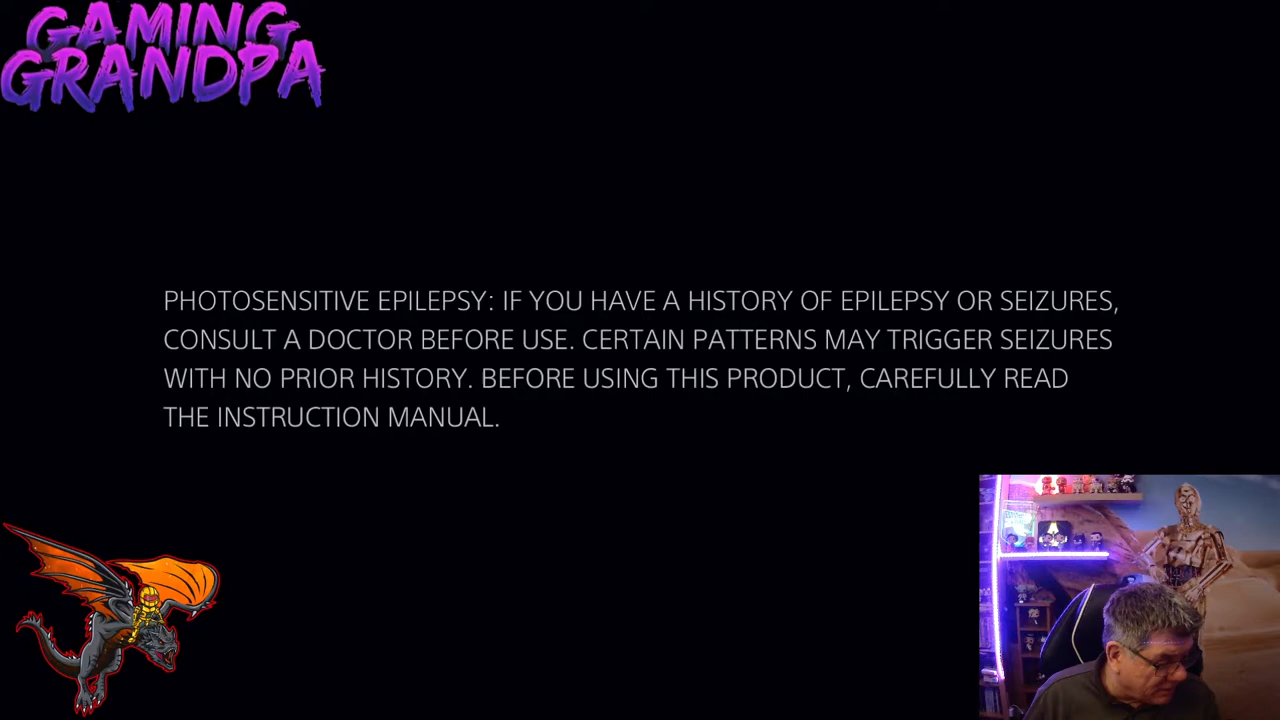 GAMING
GRANDPA
PHOTOSENSITIVE EPILEPSY: IF YOU HAVE A HISTORY OF EPILEPSY OR SEIZURES,
CONSULT A DOCTOR BEFORE USE. CERTAIN PATTERNS MAY TRIGGER SEIZURES
WITH NO PRIOR HISTORY. BEFORE USING THIS PRODUCT, CAREFULLY READ
THE INSTRUCTION MANUAL.